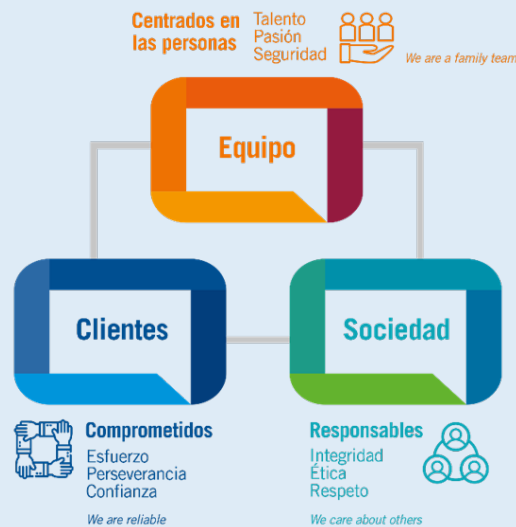 Centrados en
las personas
Talento
Pasión
Seguridad
We are a family team
Equipo
Clientes
Sociedad
Comprometidos
Esfuerzo
Perseverancia
Confianza
We are reliable
Responsables
Integridad
Ética
Respeto
We care about others